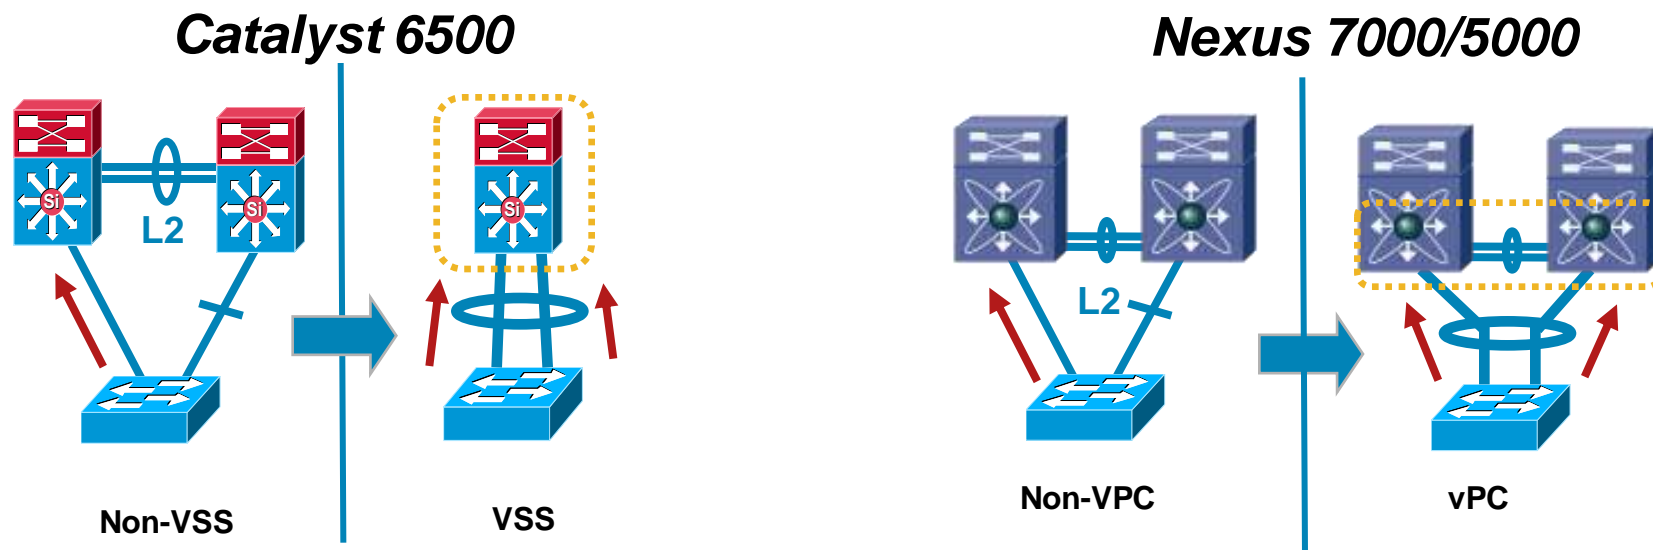 Catalyst 6500
Nexus 7000/5000
Si
Si
L2
Si
L2
Non-VSS
VSS
Non-VPC
vPC